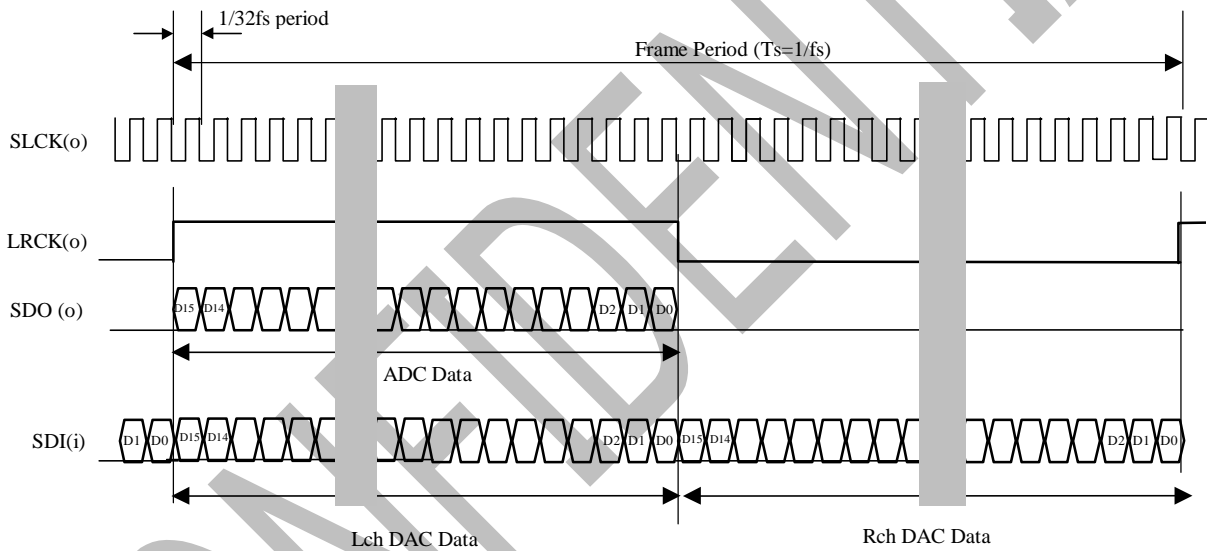 1/32fs period
Frame Period (Ts=1/fs)
SLCK(o)
LRCK(o)
SDO (o)
D15 D14 D2 D1 D0
ADC Data
SDI(i)
D1 D0 D15 D14 D2 D1 D0 D15 D14 D2 D1 D0
Lch DAC Data
Rch DAC Data
CONFIDENTI